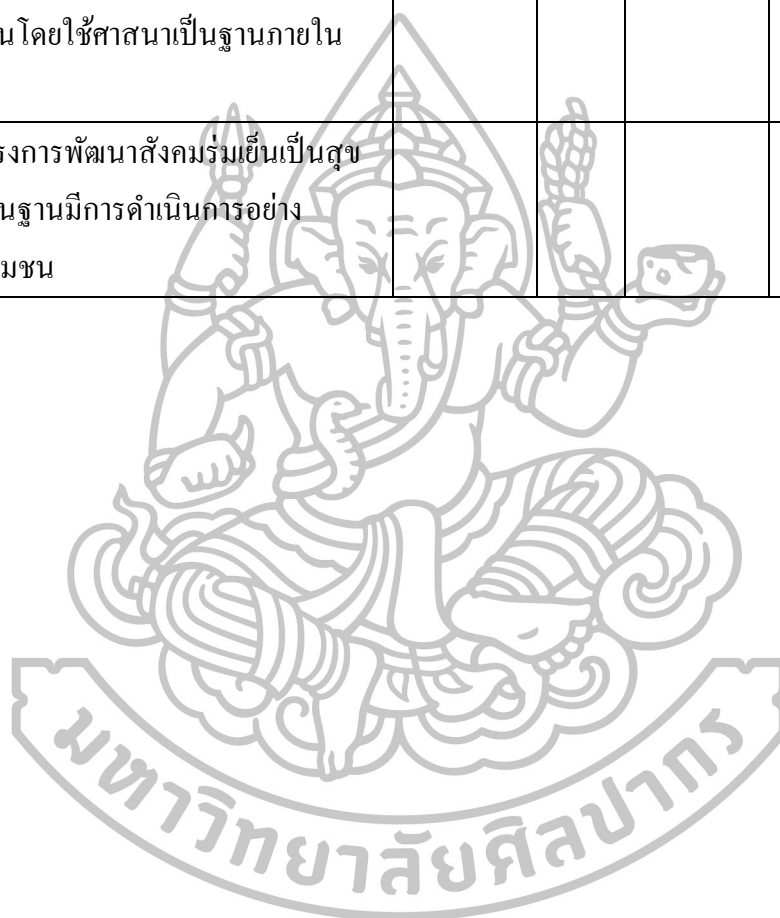 นโดยใช้ศาสนาเป็นฐานภายใน
รงการพัฒนาสังคมร่มเย็นเป็นสุข
นฐานมีการดำเนินการอย่าง
มชน
มหาวิทยาลัยศิลปากร